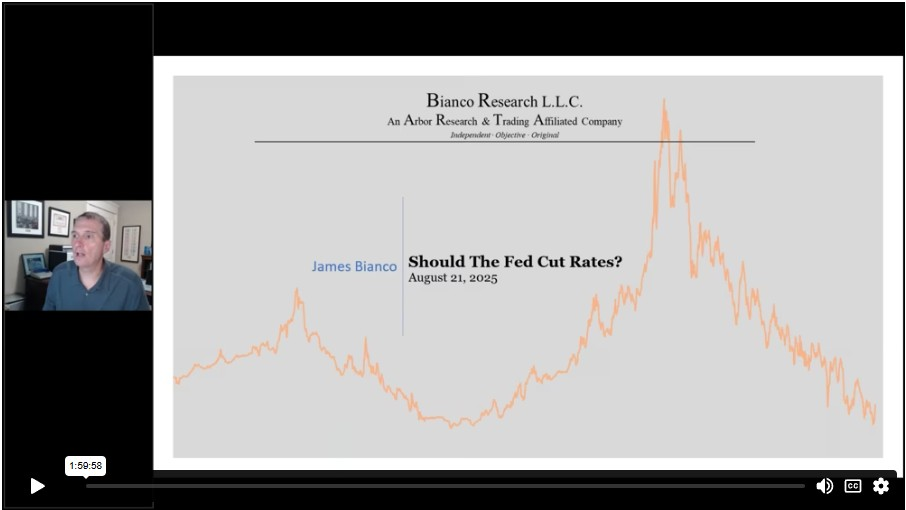 Bianco Research L.L.C.
An Arbor Research & Trading Affiliated Company
Independent · Objective · Original
James Bianco
Should The Fed Cut Rates?
August 21, 2025
1:59:58
CC